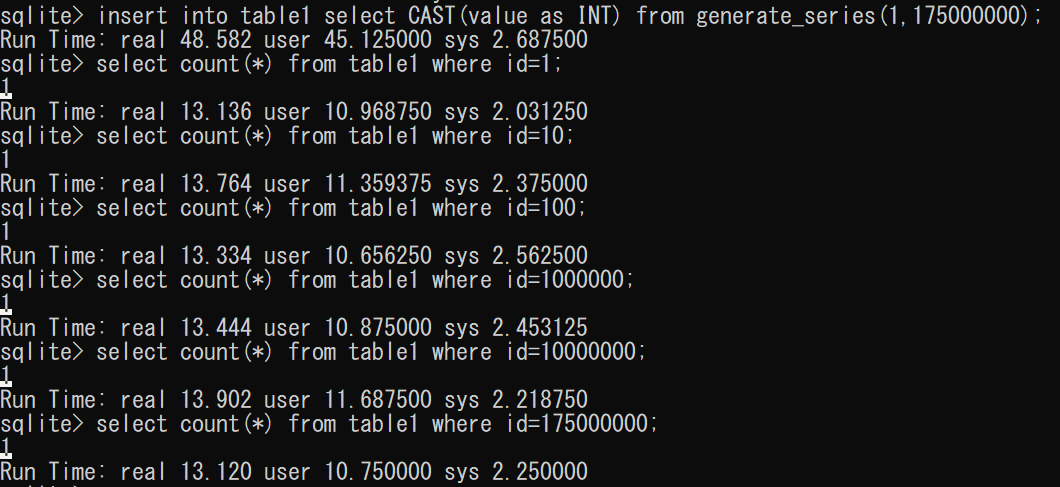 sqlite> insert into table1 select CAST(value as INT) from generate_series(1,175000000);
Run Time: real 48.582 user 45.125000 sys 2.687500
sqlite> select count(*) from table1 where id=1;
1
Run Time: real 13.136 user 10.968750 sys 2.031250
sqlite> select count(*) from table1 where id=10;
1
Run Time: real 13.764 user 11.359375 sys 2.375000
sqlite> select count(*) from table1 where id=100;
1
Run Time: real 13.334 user 10.656250 sys 2.562500
sqlite> select count(*) from table1 where id=1000000;
1
Run Time: real 13.444 user 10.875000 sys 2.453125
sqlite> select count(*) from table1 where id=10000000;
1
Run Time: real 13.902 user 11.687500 sys 2.218750
sqlite> select count(*) from table1 where id=175000000;
1
Run Time: real 13.120 user 10.750000 sys 2.250000